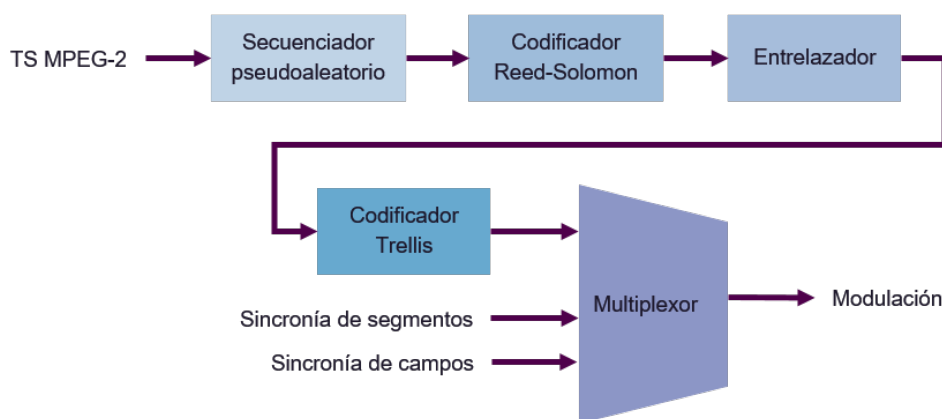 TS MPEG-2
Secuenciador
pseudoaleatorio
Codificador
Reed-Solomon
Entrelazador
Codificador
Trellis
Sincronía de segmentos
Sincronía de campos
Multiplexor
Modulación